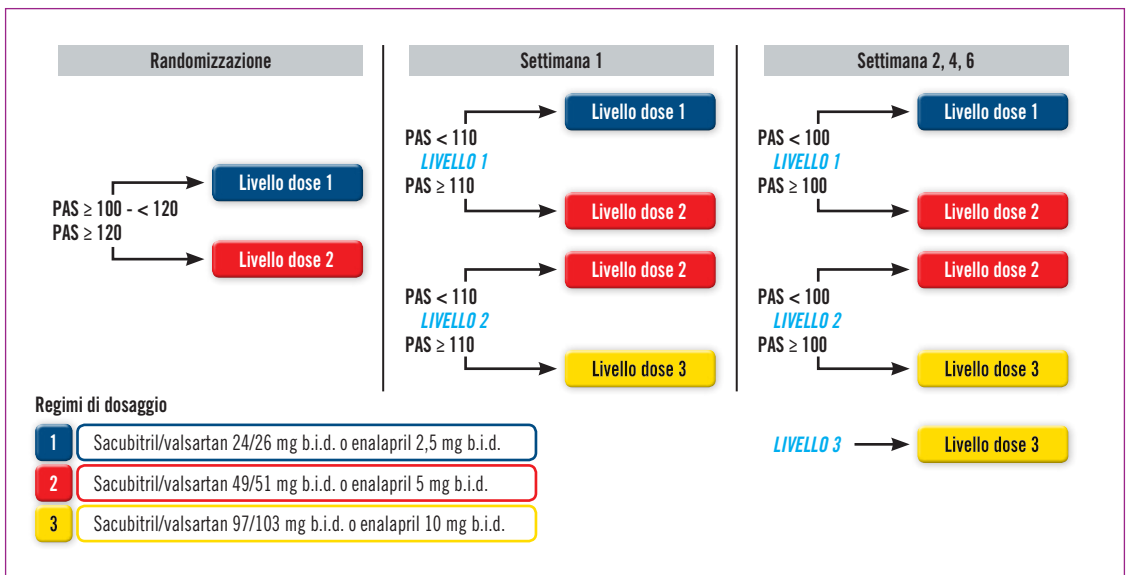 Randomizzazione
PAS ≥ 100 - < 120
PAS ≥ 120
Livello dose 1
Livello dose 2
Settimana 1
PAS < 110
LIVELLO 1
PAS ≥ 110
Livello dose 1
Livello dose 2
PAS < 110
LIVELLO 2
PAS ≥ 110
Livello dose 2
Livello dose 3
Settimana 2, 4, 6
PAS < 100
LIVELLO 1
PAS ≥ 100
Livello dose 1
Livello dose 2
PAS < 100
LIVELLO 2
PAS ≥ 100
Livello dose 2
Livello dose 3
LIVELLO 3
Livello dose 3
Regimi di dosaggio
1 Sacubitril/valsartan 24/26 mg b.i.d. o enalapril 2,5 mg b.i.d.
2 Sacubitril/valsartan 49/51 mg b.i.d. o enalapril 5 mg b.i.d.
3 Sacubitril/valsartan 97/103 mg b.i.d. o enalapril 10 mg b.i.d.